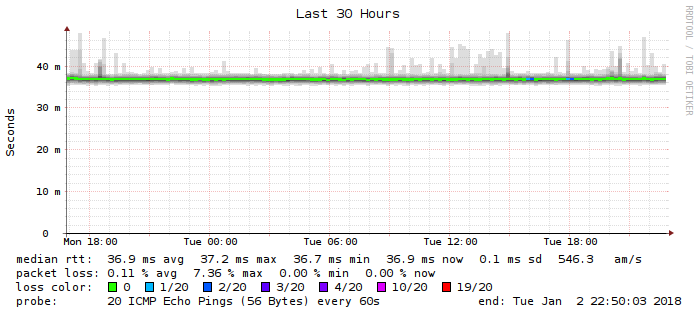 Last 30 Hours
RRDTOOL / TOBI OETIKER
Seconds
40 m
30 m
20 m
10 m
0
Mon 18:00 Tue 00:00 Tue 06:00 Tue 12:00 Tue 18:00
median rtt: 36.9 ms avg 37.2 ms max 36.7 ms min 36.9 ms now 0.1 ms sd 546.3 am/s
packet loss: 0.11 % avg 7.36 % max 0.00 % min 0.00 % now
loss color: 0 1/20 2/20 3/20 4/20 10/20 19/20
probe: 20 ICMP Echo Pings (56 Bytes) every 60s end: Tue Jan 2 22:50:03 2018